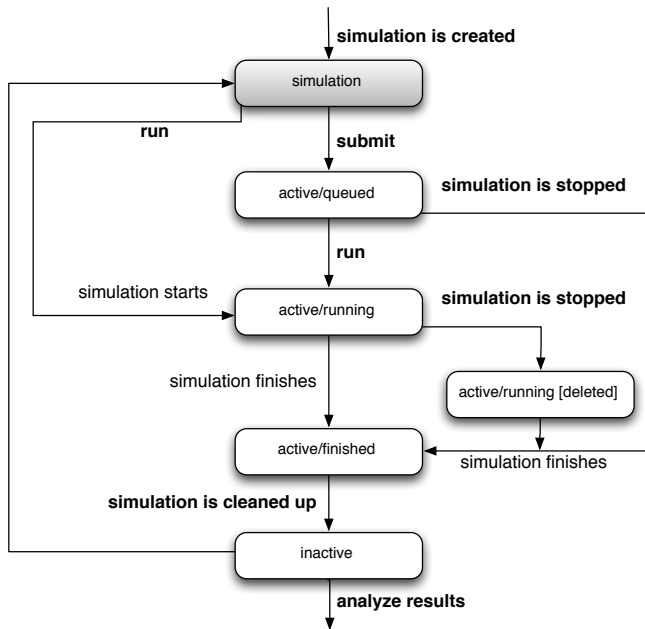 simulation is created
simulation
run
submit
active/queued
simulation is stopped
run
simulation starts
active/running
simulation is stopped
simulation finishes
active/running [deleted]
active/finished
simulation finishes
simulation is cleaned up
inactive
analyze results